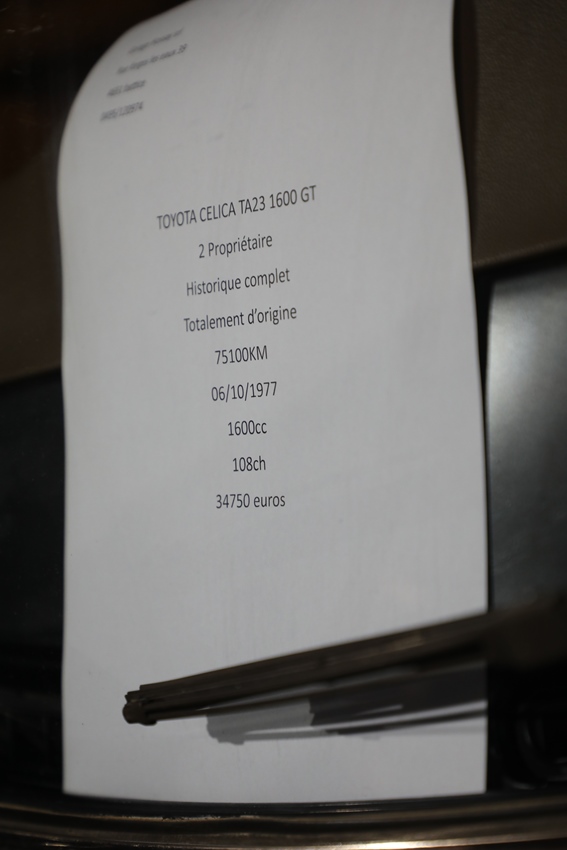 TOYOTA CELICA TA23 1600 GT
2 Propriétaire
Historique complet
Totalement d'origine
75100KM
06/10/1977
1600cc
108ch
34750 euros